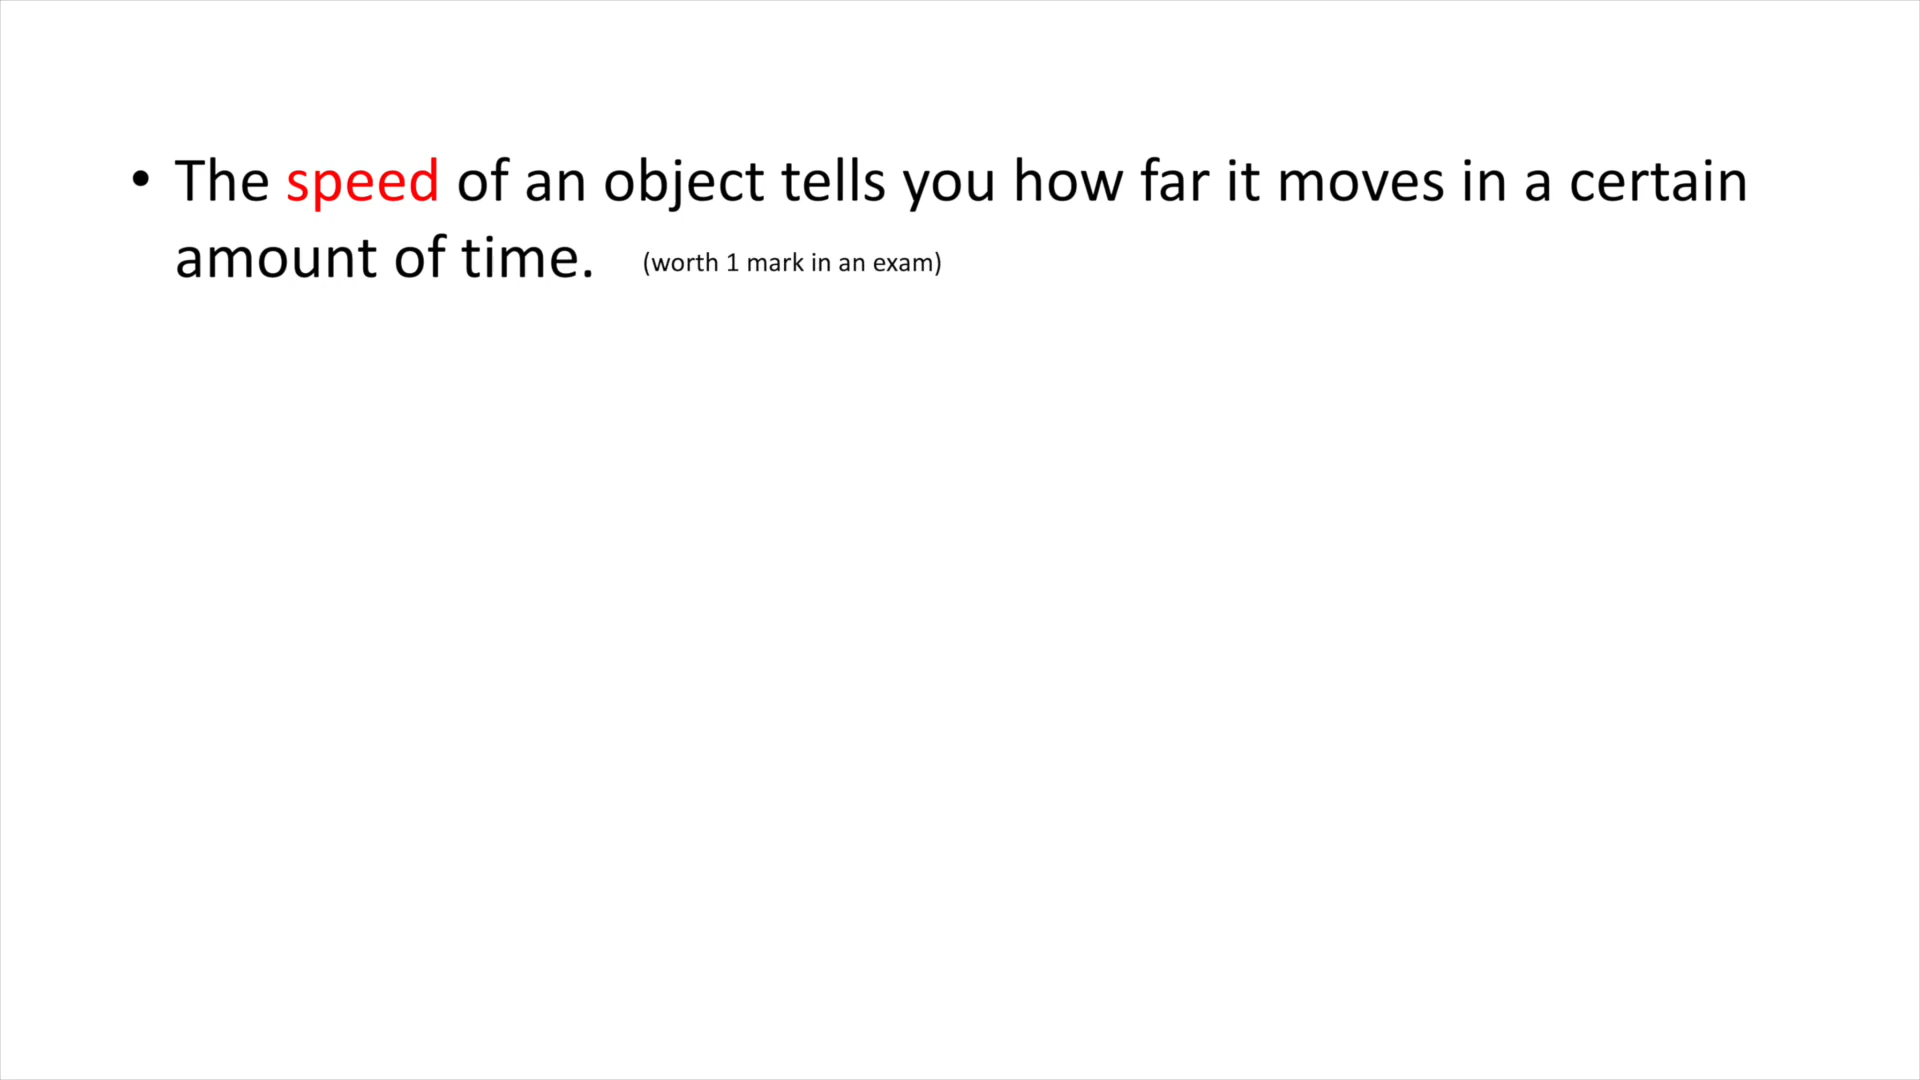 • The speed of an object tells you how far it moves in a certain
amount of time. (worth 1 mark in an exam)